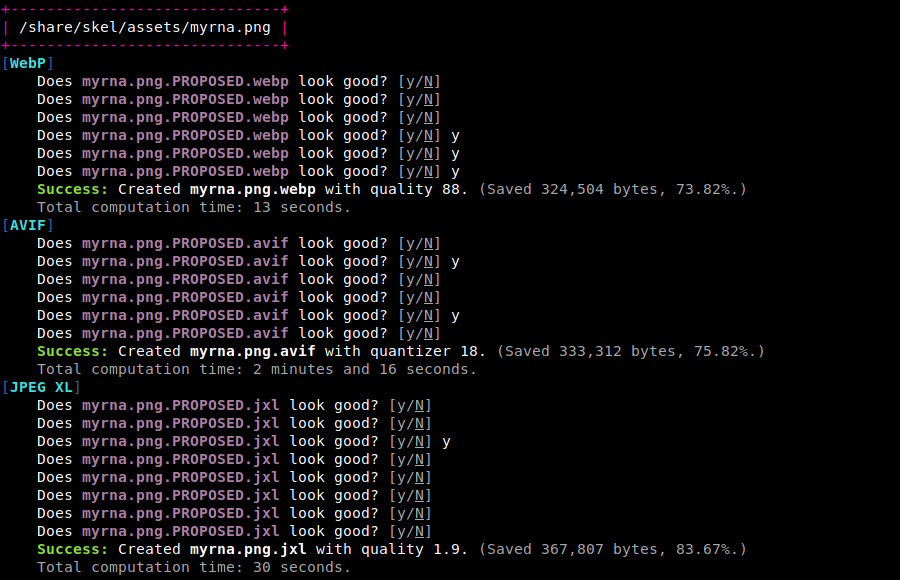 +------------------------------+
| /share/skel/assets/myrna.png |
+------------------------------+
[WebP]
    Does myrna.png.PROPOSED.webp look good? [y/N]
    Does myrna.png.PROPOSED.webp look good? [y/N]
    Does myrna.png.PROPOSED.webp look good? [y/N]
    Does myrna.png.PROPOSED.webp look good? [y/N] y
    Does myrna.png.PROPOSED.webp look good? [y/N] y
    Does myrna.png.PROPOSED.webp look good? [y/N] y
    Success: Created myrna.png.webp with quality 88. (Saved 324,504 bytes, 73.82%.)
    Total computation time: 13 seconds.
[AVIF]
    Does myrna.png.PROPOSED.avif look good? [y/N]
    Does myrna.png.PROPOSED.avif look good? [y/N] y
    Does myrna.png.PROPOSED.avif look good? [y/N]
    Does myrna.png.PROPOSED.avif look good? [y/N]
    Does myrna.png.PROPOSED.avif look good? [y/N] y
    Does myrna.png.PROPOSED.avif look good? [y/N]
    Success: Created myrna.png.avif with quantizer 18. (Saved 333,312 bytes, 75.82%.)
    Total computation time: 2 minutes and 16 seconds.
[JPEG XL]
    Does myrna.png.PROPOSED.jxl look good? [y/N]
    Does myrna.png.PROPOSED.jxl look good? [y/N]
    Does myrna.png.PROPOSED.jxl look good? [y/N] y
    Does myrna.png.PROPOSED.jxl look good? [y/N]
    Does myrna.png.PROPOSED.jxl look good? [y/N]
    Does myrna.png.PROPOSED.jxl look good? [y/N]
    Does myrna.png.PROPOSED.jxl look good? [y/N]
    Does myrna.png.PROPOSED.jxl look good? [y/N]
    Success: Created myrna.png.jxl with quality 1.9. (Saved 367,807 bytes, 83.67%.)
    Total computation time: 30 seconds.